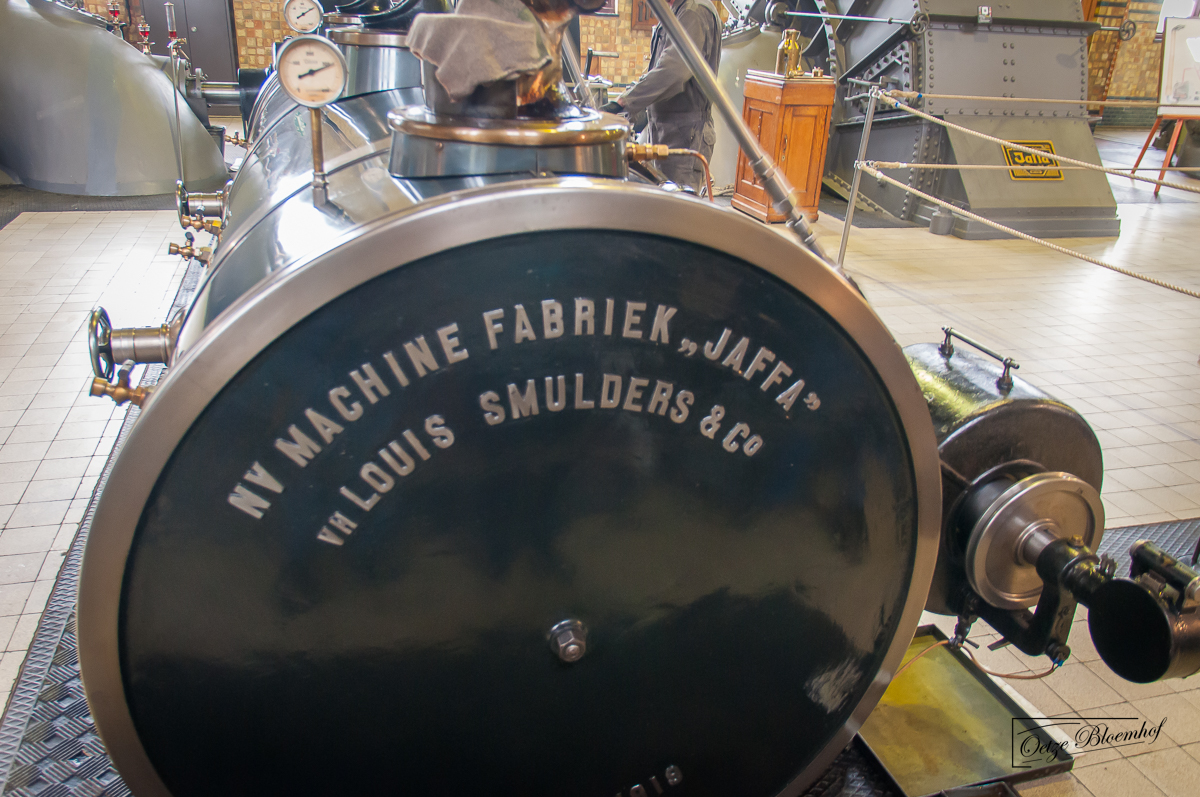 Jaffa
NV MACHINE FABRIEK „JAFFA”
VH LOUIS SMULDERS & Co
Oetze Bloemhof